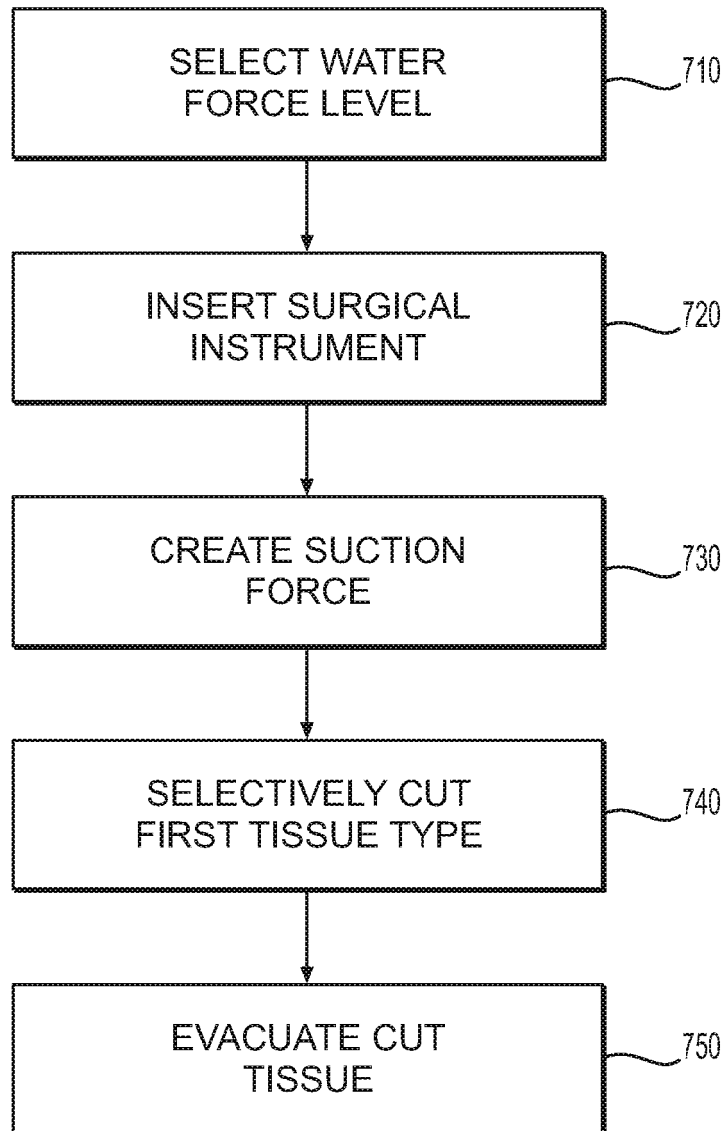 SELECT WATER
FORCE LEVEL
710
INSERT SURGICAL
INSTRUMENT
720
CREATE SUCTION
FORCE
730
SELECTIVELY CUT
FIRST TISSUE TYPE
740
EVACUATE CUT
TISSUE
750